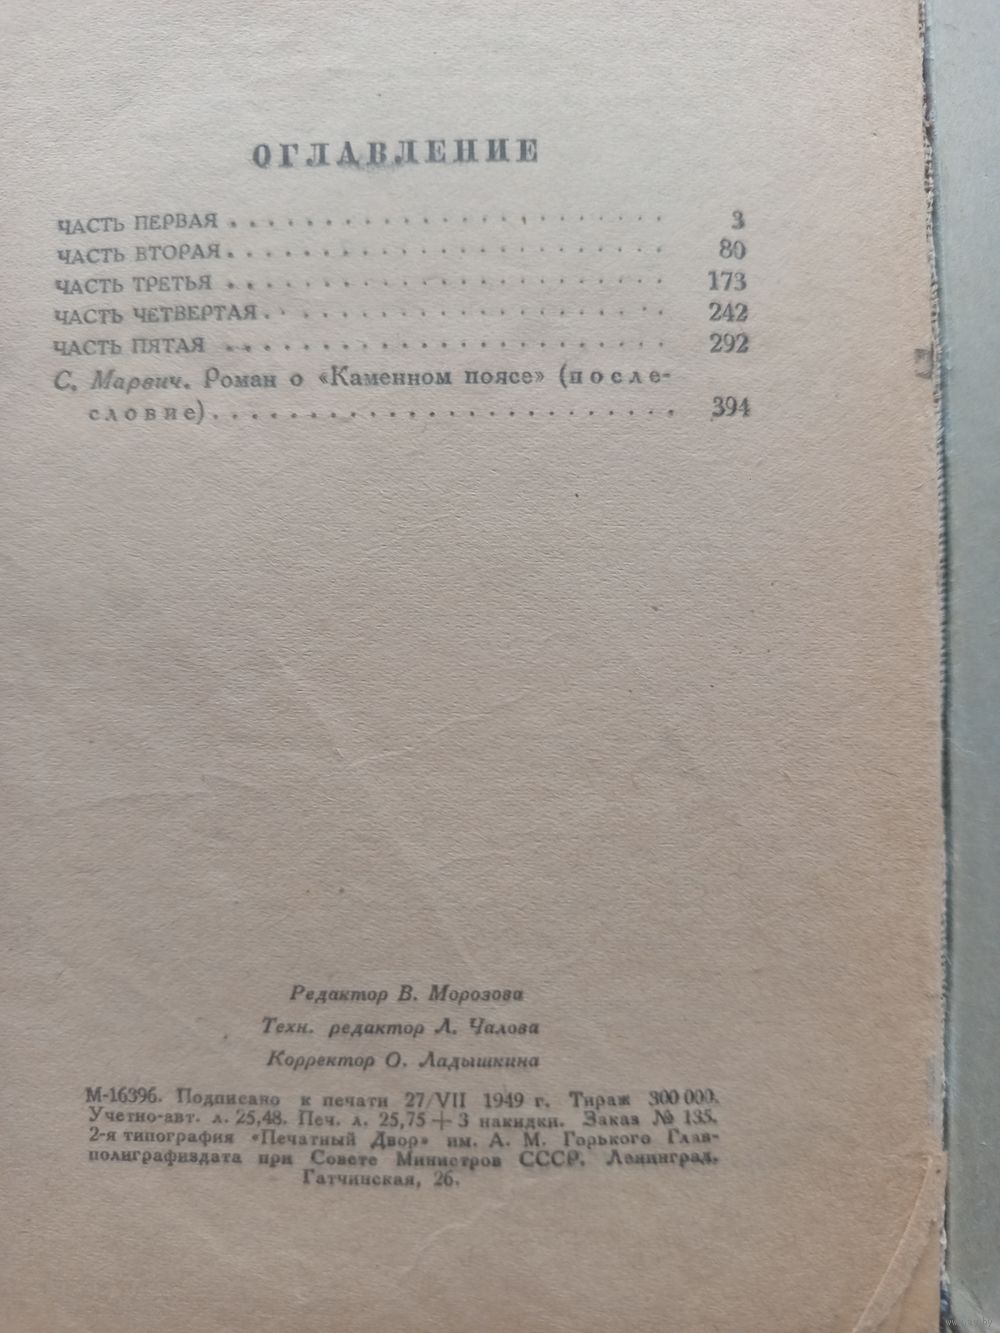 ОГЛАВЛЕНИЕ
ЧАСТЬ ПЕРВАЯ . . . . . . . . . . . . . . . . . . . . . . 3
ЧАСТЬ ВТОРАЯ . . . . . . . . . . . . . . . . . . . . . . 80
ЧАСТЬ ТРЕТЬЯ . . . . . . . . . . . . . . . . . . . . . . 173
ЧАСТЬ ЧЕТВЕРТАЯ . . . . . . . . . . . . . . . . . . . . 242
ЧАСТЬ ПЯТАЯ . . . . . . . . . . . . . . . . . . . . . . 292
С. Марвич. Роман о «Каменном поясе» (после-
словие) . . . . . . . . . . . . . . . . . . . . . . . 394
Редактор В. Морозова
Техн. редактор Л. Чалова
Корректор О. Ладышкина
М-16396. Подписано к печати 27/VII 1949 г. Тираж 300 000.
Учетно-авт. л. 25,48. Печ. л. 25,75 + 3 накидки. Заказ № 135.
2-я типография «Печатный Двор» им. А. М. Горького Глав-
полиграфиздата при Совете Министров СССР. Ленинград,
Гатчинская, 26.